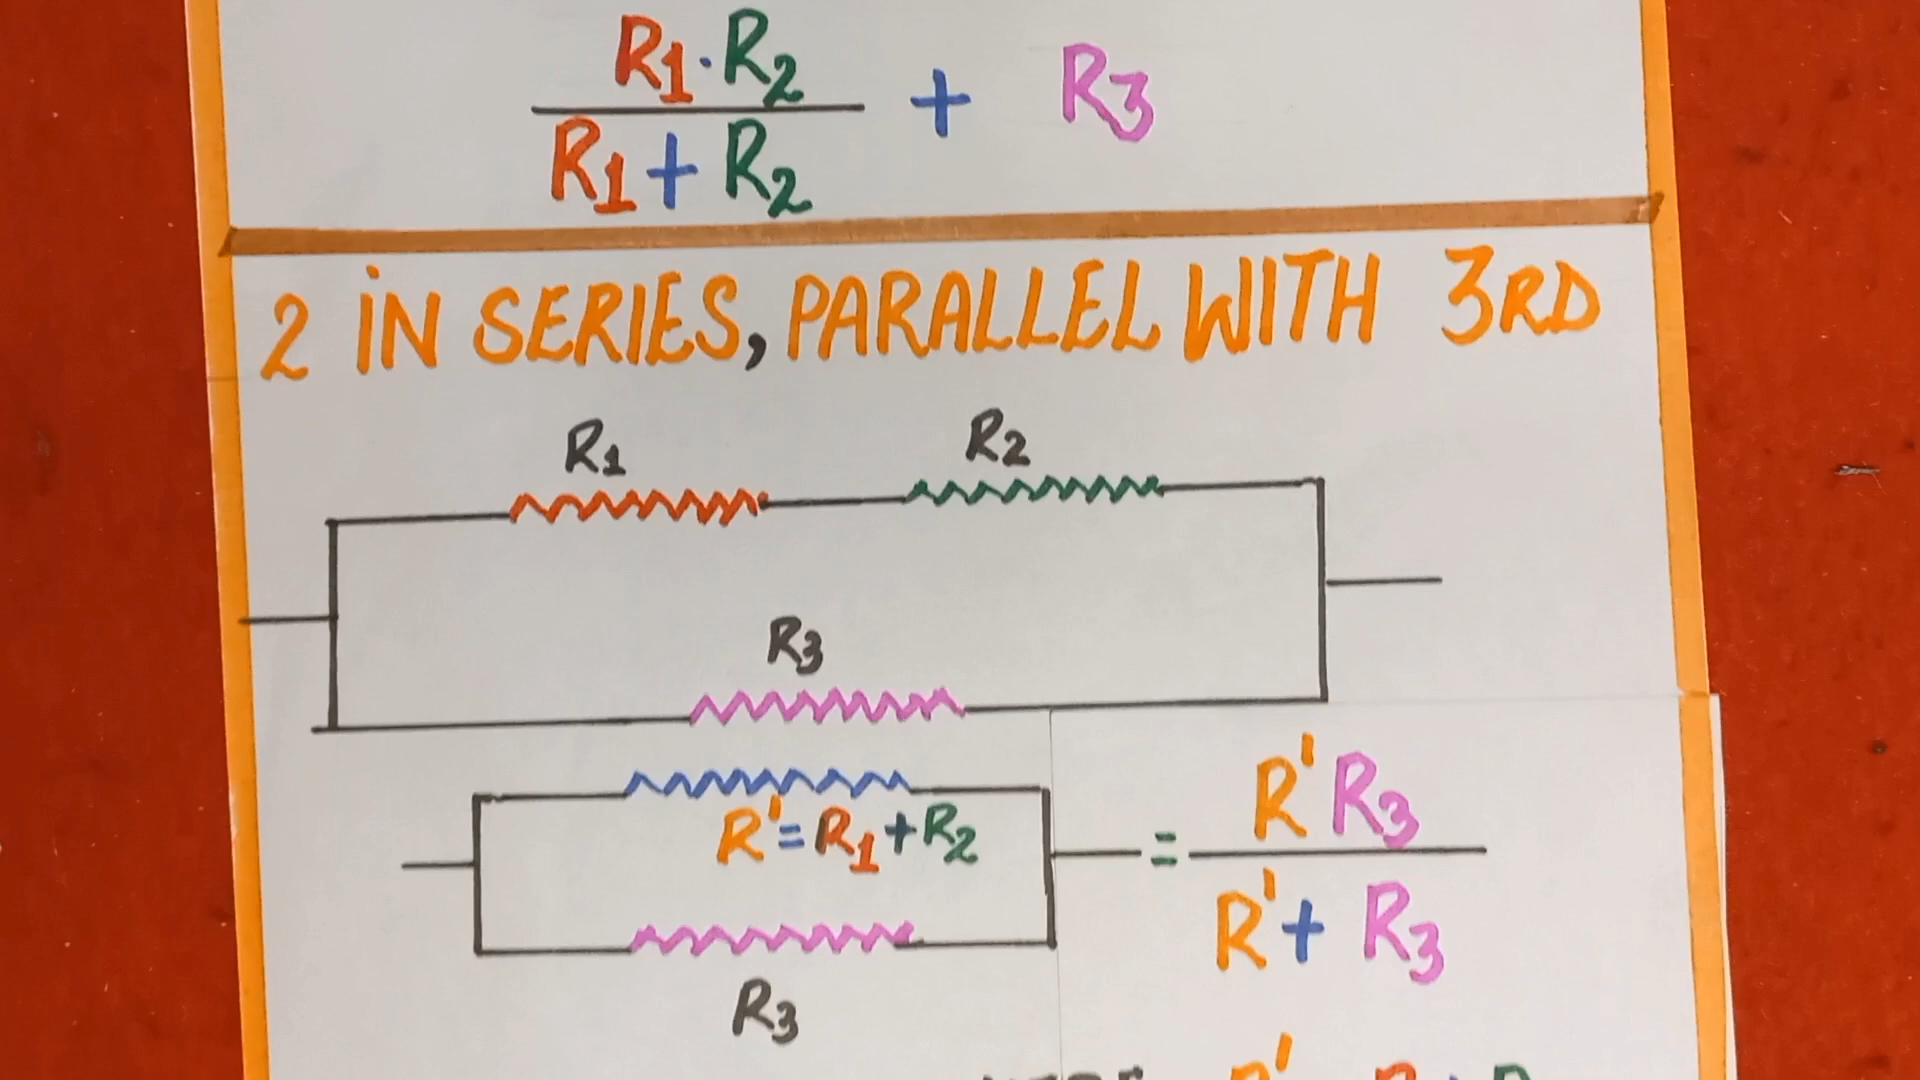 R1·R2
+ R3
R1+R2
2 iN SERIES, PARALLEL WITH 3RD
R1 R2
R3
R'=R1+R2
= R'R3
R'+ R3
R3